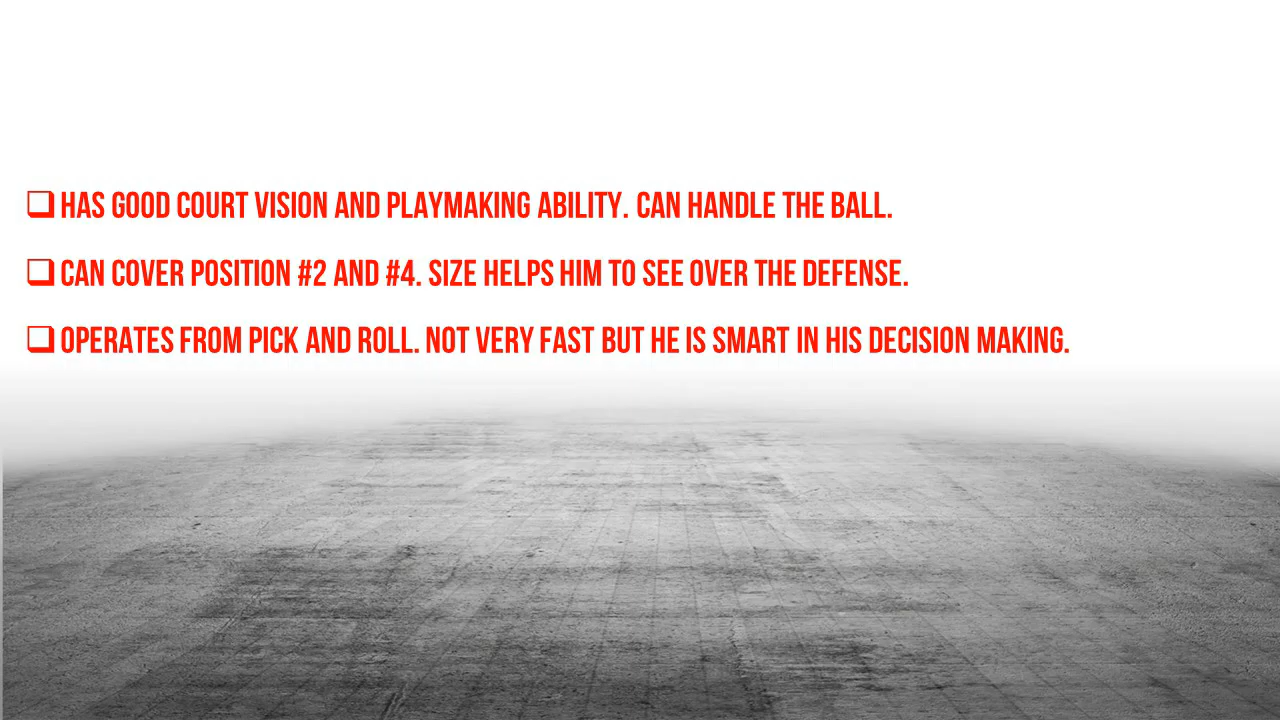 ❑ HAS GOOD COURT VISION AND PLAYMAKING ABILITY. CAN HANDLE THE BALL.
❑ CAN COVER POSITION #2 AND #4. SIZE HELPS HIM TO SEE OVER THE DEFENSE.
❑ OPERATES FROM PICK AND ROLL. NOT VERY FAST BUT HE IS SMART IN HIS DECISION MAKING.